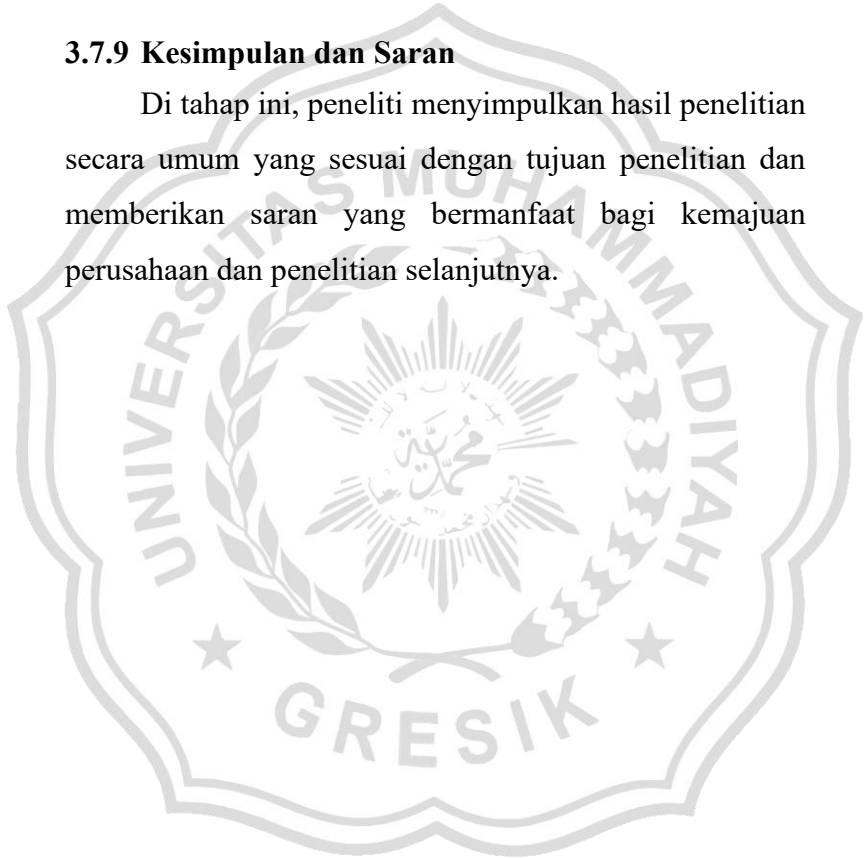 3.7.9 Kesimpulan dan Saran
Di tahap ini, peneliti menyimpulkan hasil penelitian
secara umum yang sesuai dengan tujuan penelitian dan
memberikan saran yang bermanfaat bagi kemajuan
perusahaan dan penelitian selanjutnya.
UNIVERSITAS MUHAMMADIYAH
GRESIK